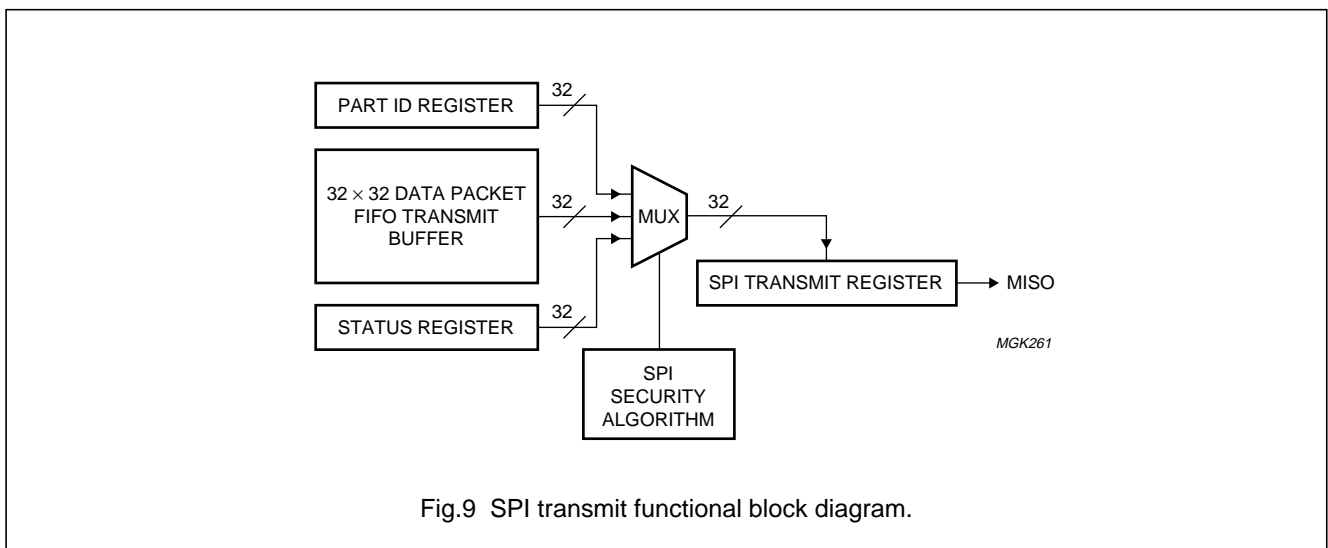 PART ID REGISTER
32
32 × 32 DATA PACKET
FIFO TRANSMIT
BUFFER
32
STATUS REGISTER
32
MUX
32
SPI TRANSMIT REGISTER
MISO
SPI
SECURITY
ALGORITHM
MGK261
Fig.9 SPI transmit functional block diagram.